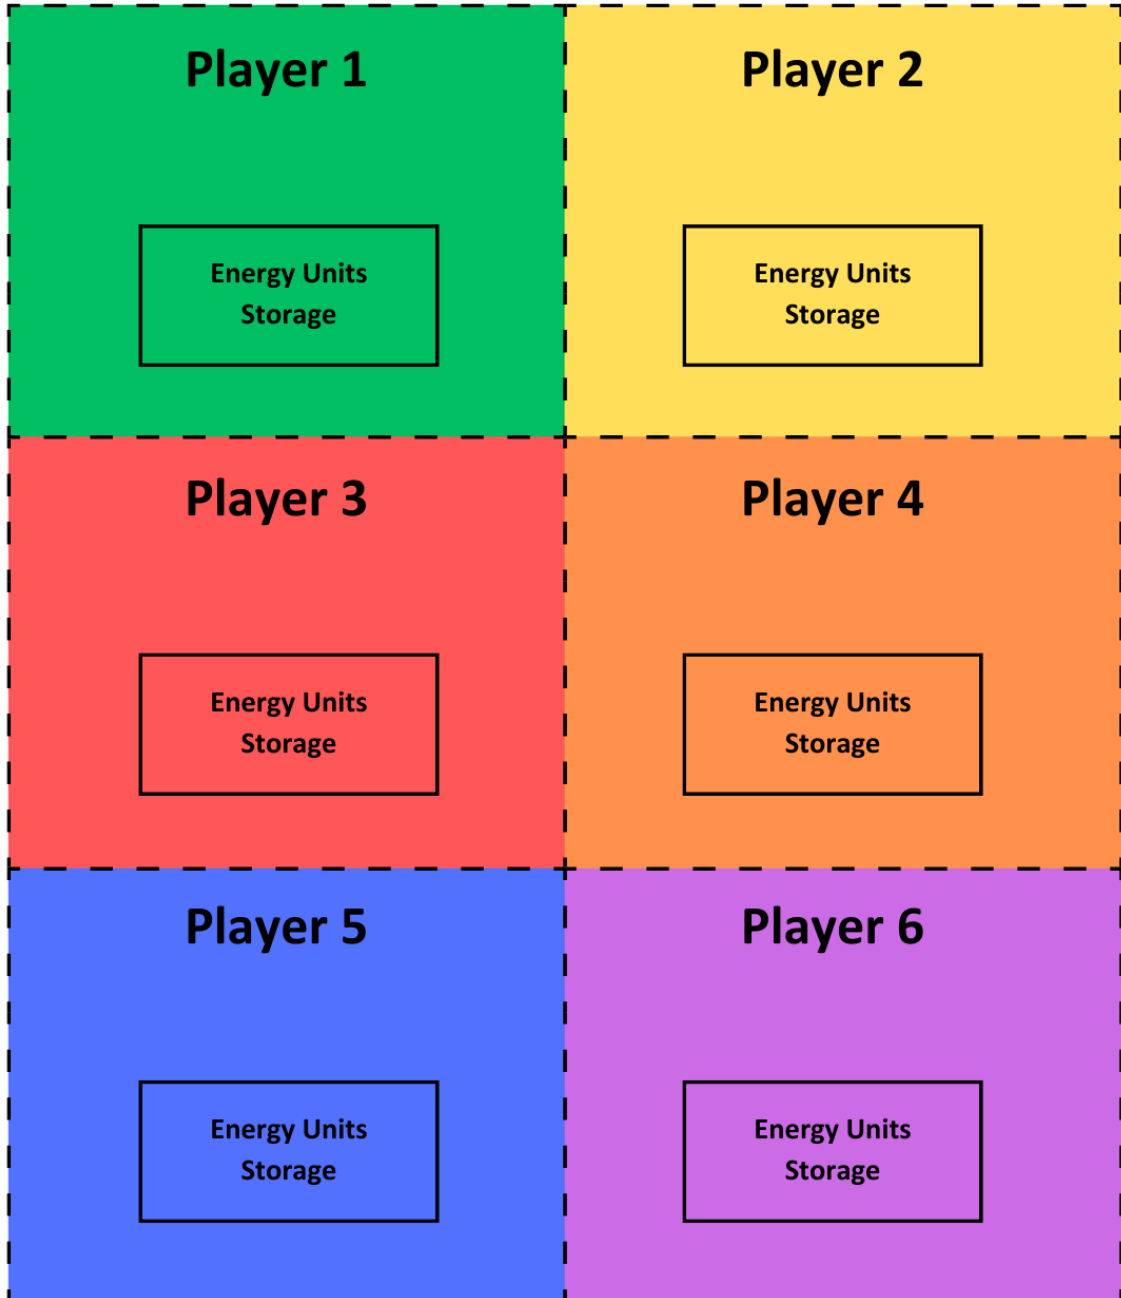 Player 1
Player 2
Energy Units
Storage
Energy Units
Storage
Player 3
Player 4
Energy Units
Storage
Energy Units
Storage
Player 5
Player 6
Energy Units
Storage
Energy Units
Storage